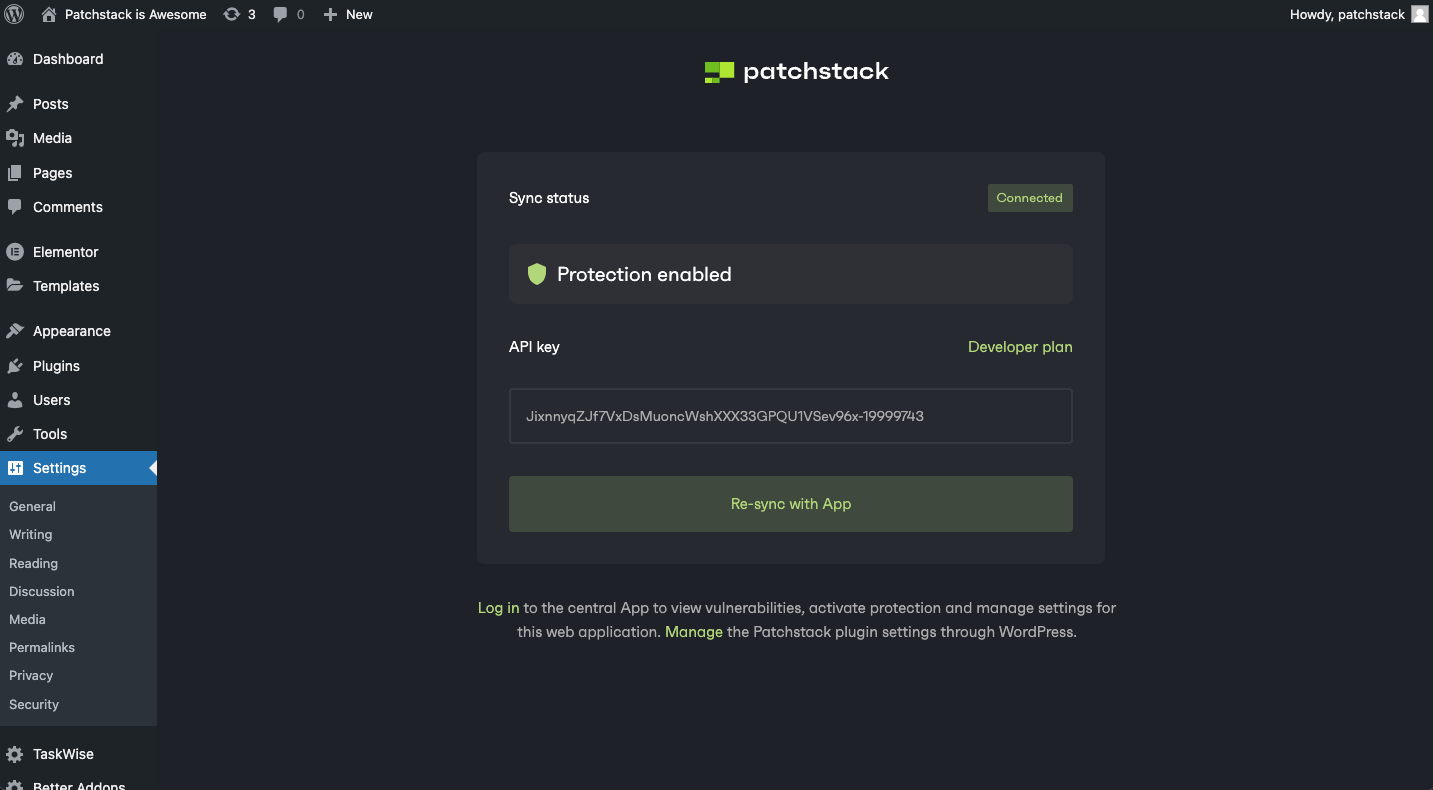 Patchstack is Awesome 3 0 New Howdy, patchstack
Dashboard
Posts
Media
Pages
Comments
Elementor
Templates
Appearance
Plugins
Users
Tools
Settings
General
Writing
Reading
Discussion
Media
Permalinks
Privacy
Security
TaskWise
Better Addons
patchstack
Sync status Connected
Protection enabled
API key Developer plan
JixnnyqZJf7VxDsMuoncWshXXX33GPQU1VSev96x-19999743
Re-sync with App
Log in to the central App to view vulnerabilities, activate protection and manage settings for
this web application. Manage the Patchstack plugin settings through WordPress.